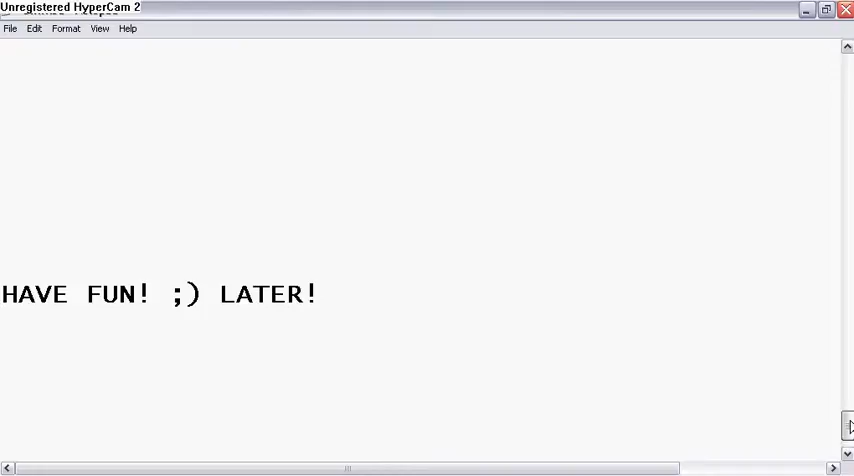 Unregistered HyperCam 2
File Edit Format View Help
HAVE FUN! ;) LATER!